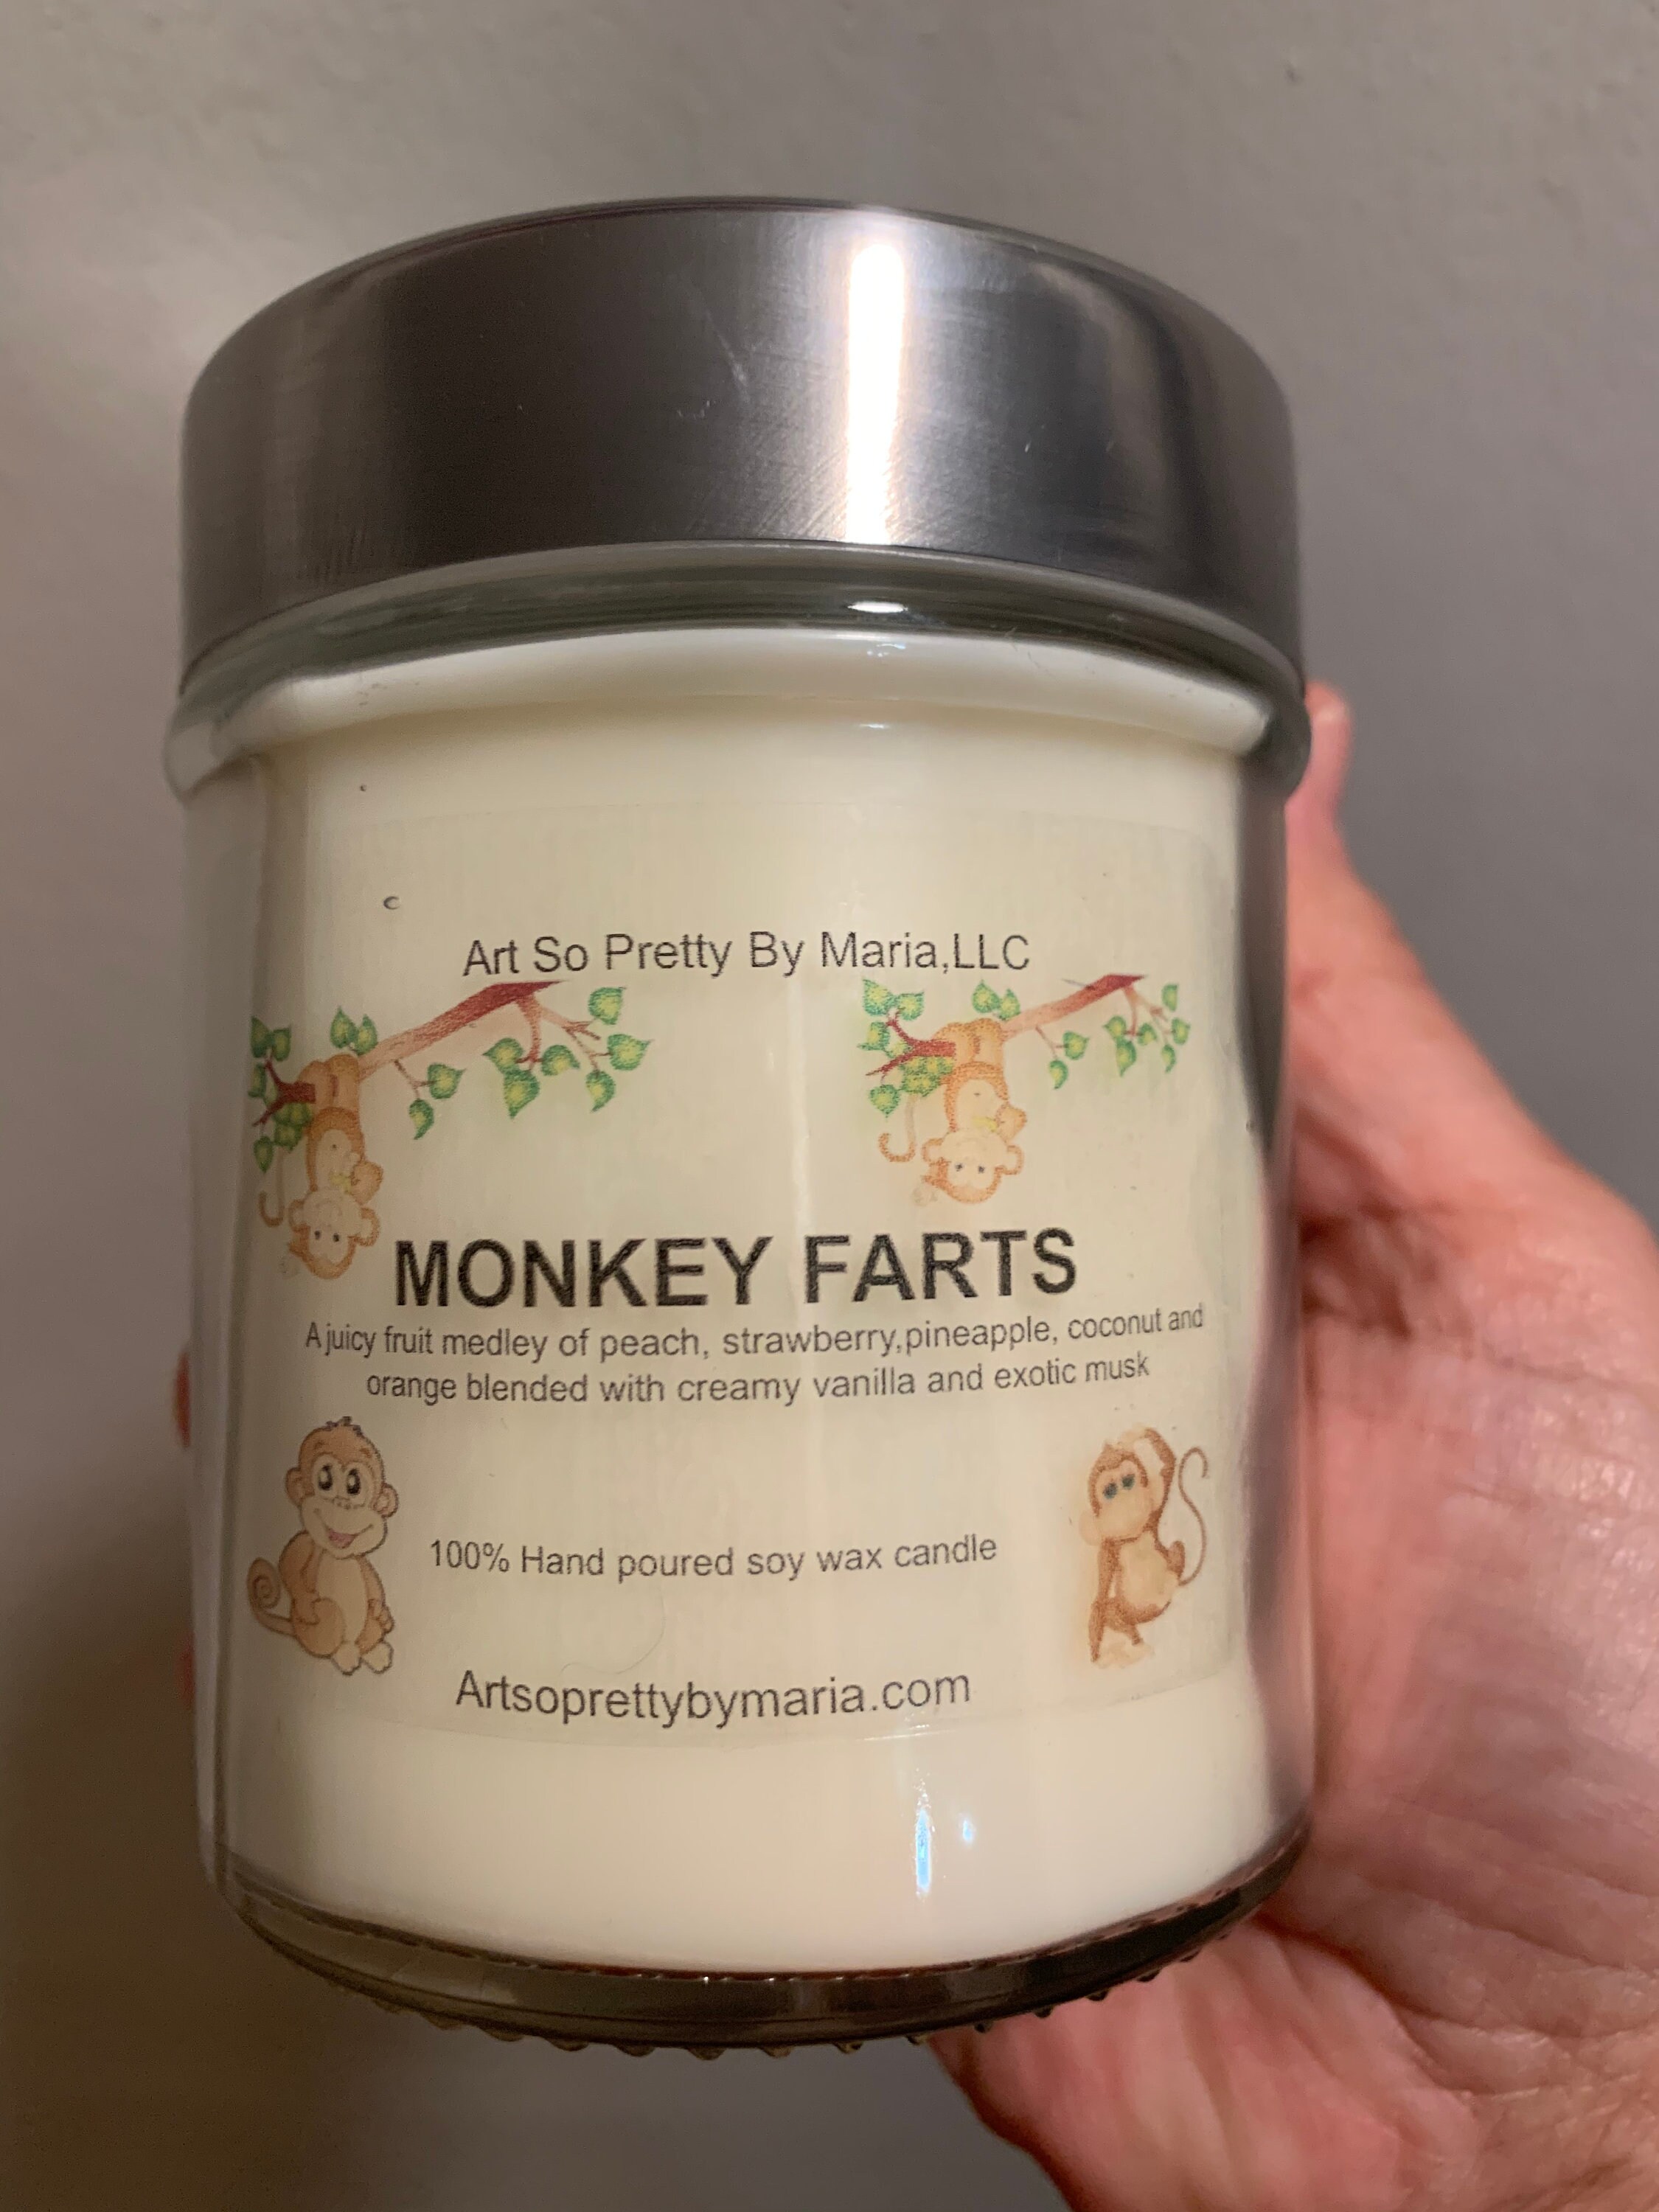 Art So Pretty By Maria,LLC
MONKEY FARTS
A juicy fruit medley of peach, strawberry,pineapple, coconut and
orange blended with creamy vanilla and exotic musk
100% Hand poured soy wax candle
Artsoprettybymaria.com